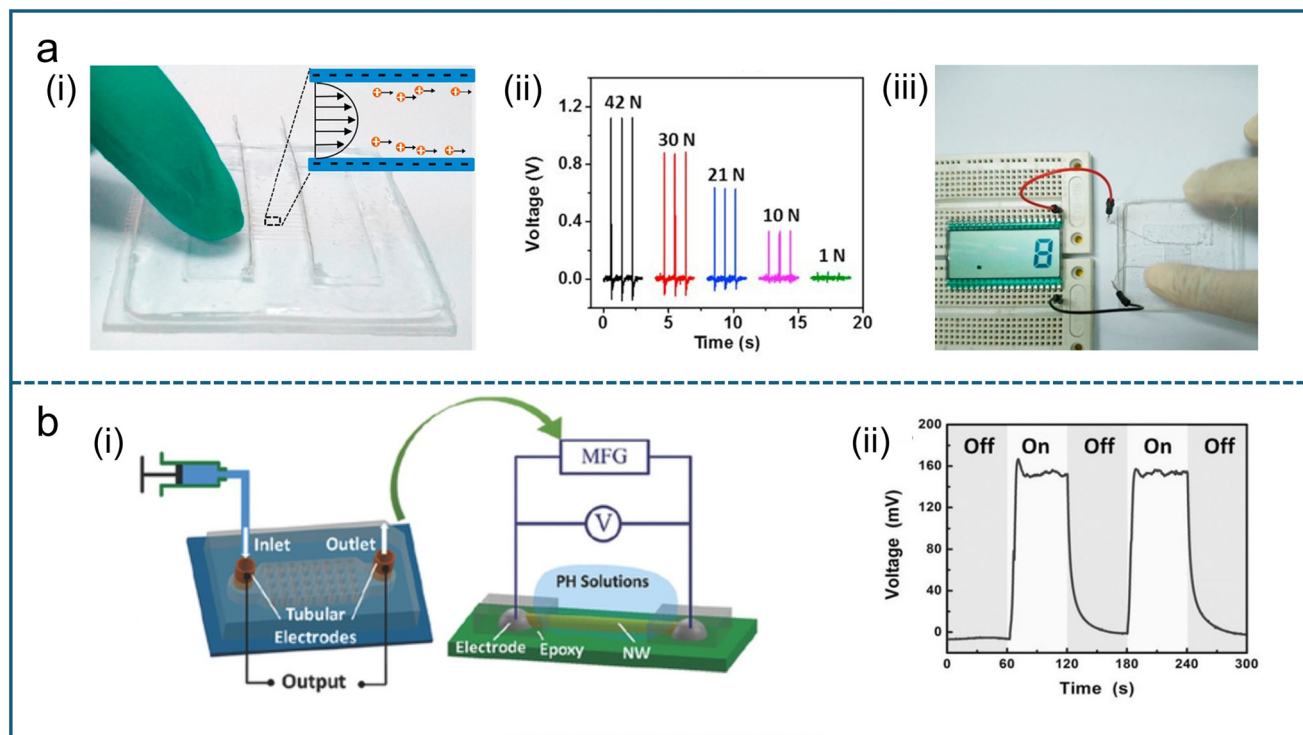 a
(i)
(ii)
(iii)
42 N
30 N
21 N
10 N
1 N
1.2
0.8
0.4
0.0
Voltage (V)
0 5 10 15 20
Time (s)
8
b
(i)
(ii)
Inlet
Outlet
Tubular
Electrodes
Output
MFG
V
PH Solutions
Electrode
Epoxy
NW
200
160
120
80
40
0
Voltage (mV)
Off On Off On Off
0 60 120 180 240 300
Time (s)